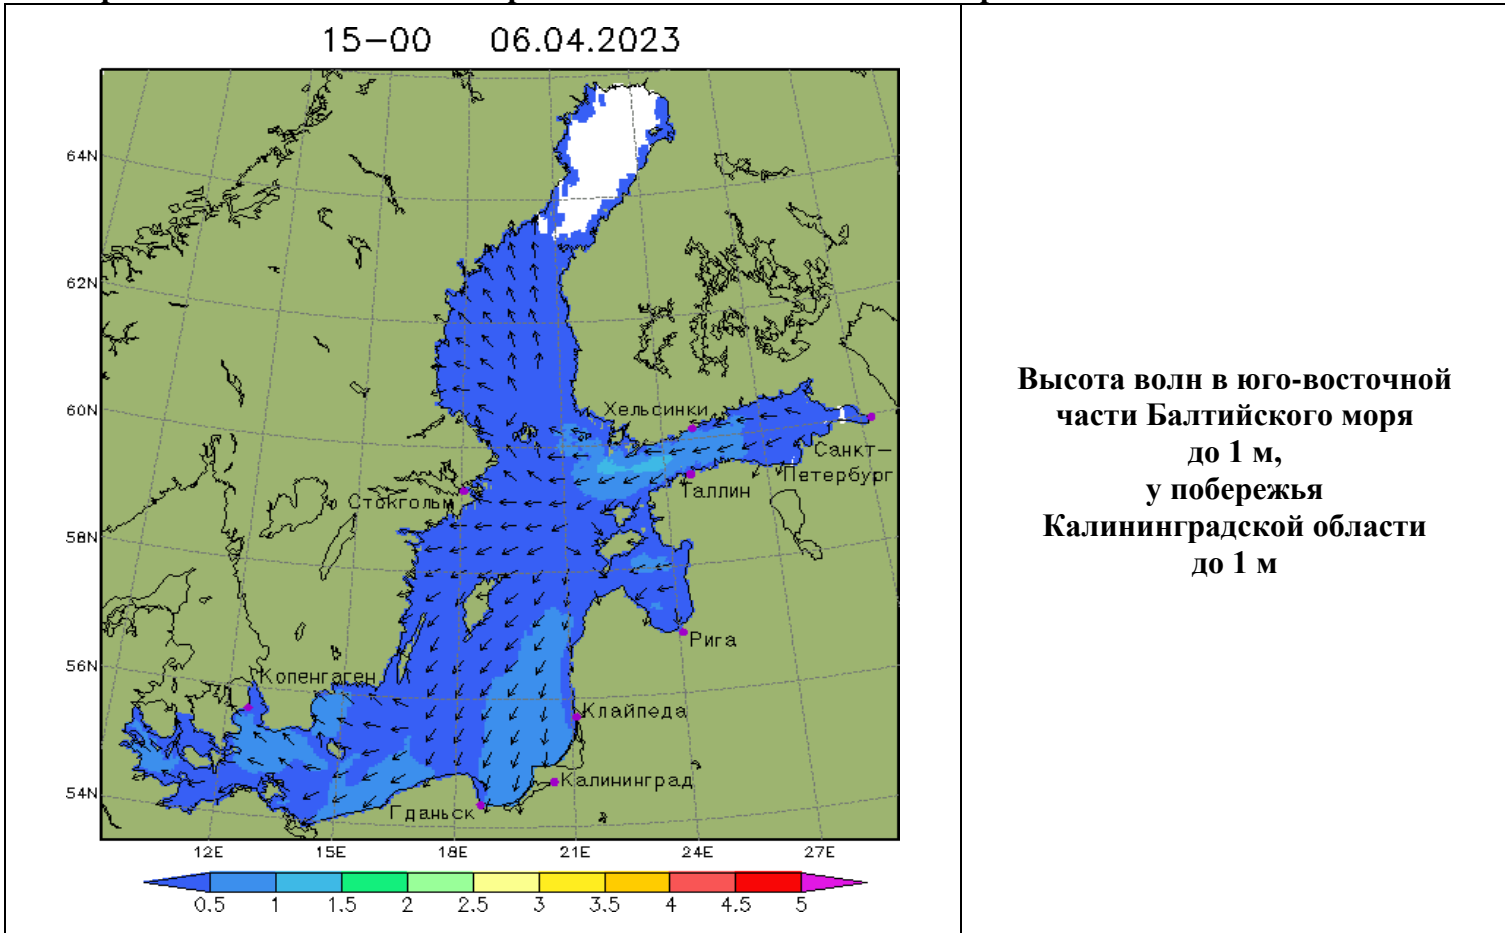 15-00 06.04.2023
64N
62N
60N
58N
56N
54N
Хельсинки
Санкт-
Петербург
Таллин
Стокгольм
Рига
Копенгаген
Клайпеда
Калининград
Гданьск
12E 15E 18E 21E 24E 27E
0.5 1 1.5 2 2.5 3 3.5 4 4.5 5
Высота волн в юго-восточной
части Балтийского моря
до 1 м,
у побережья
Калининградской области
до 1 м